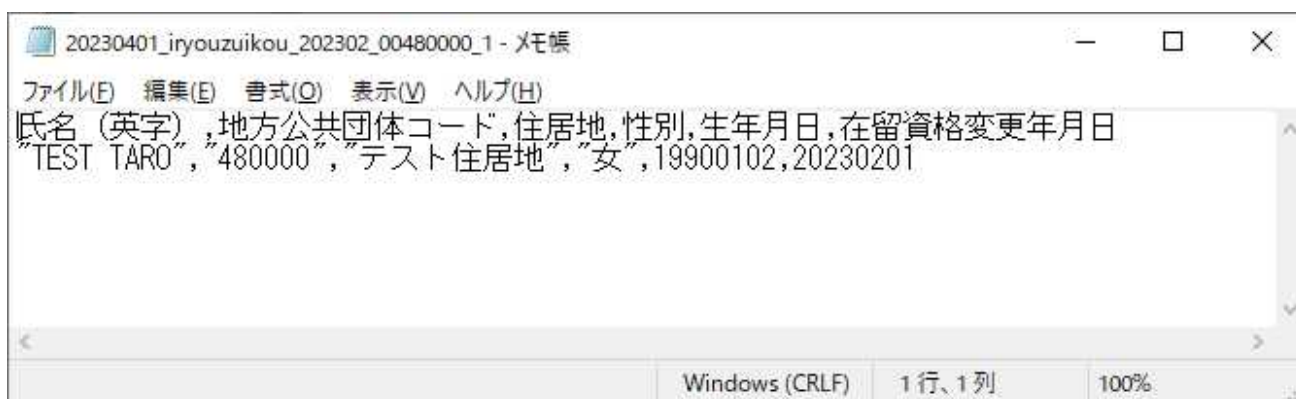 20230401_iryouzuikou_202302_00480000_1 - メモ帳
ファイル(F) 編集(E) 書式(O) 表示(V) ヘルプ(H)
氏名（英字）,地方公共団体コード,住居地,性別,生年月日,在留資格変更年月日
"TEST TARO","480000","テスト住居地","女",19900102,20230201
Windows (CRLF) 1 行、1 列 100%